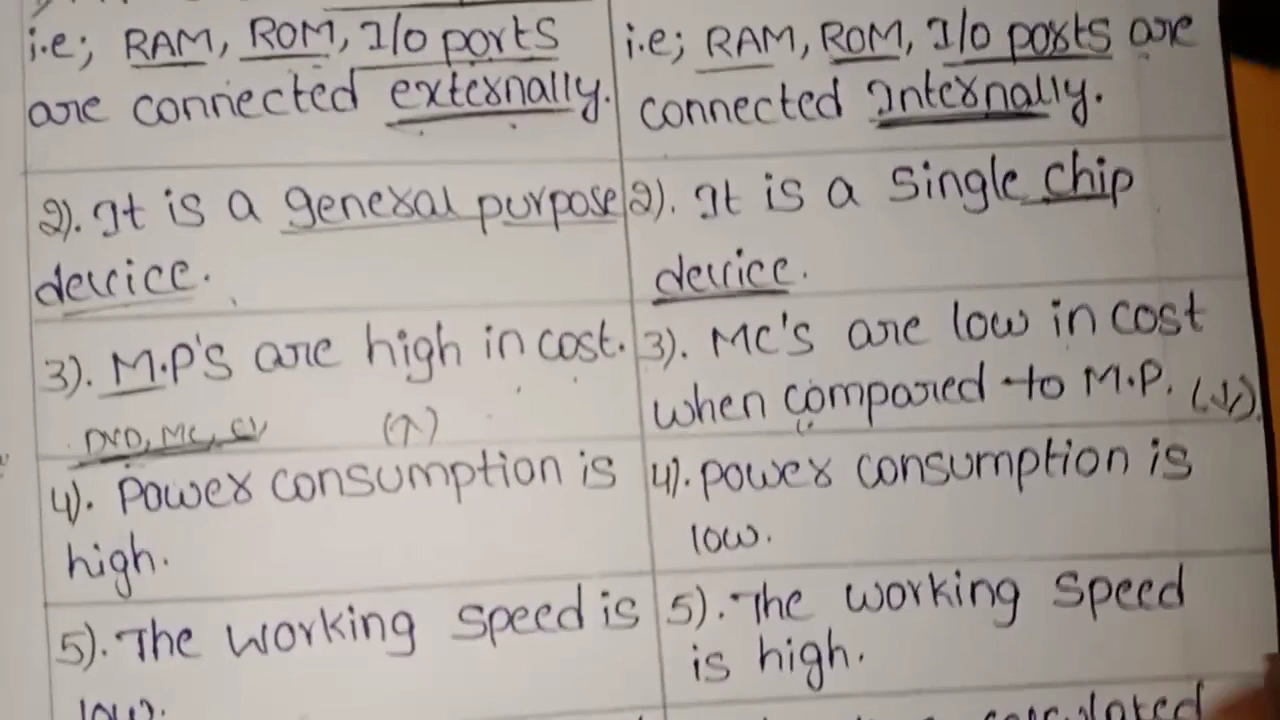 i.e; RAM, ROM, I/O ports
are connected externally.
2). It is a general purpose
device.
3). M.P's are high in cost.
(↑)
4). Power consumption is
high.
5). The working speed is
low.
i.e; RAM, ROM, I/O ports are
connected Internally.
2). It is a single chip
device.
3). MC's are low in cost
when compared to M.P. (↓).
4). power consumption is
low.
5). The working speed
is high.